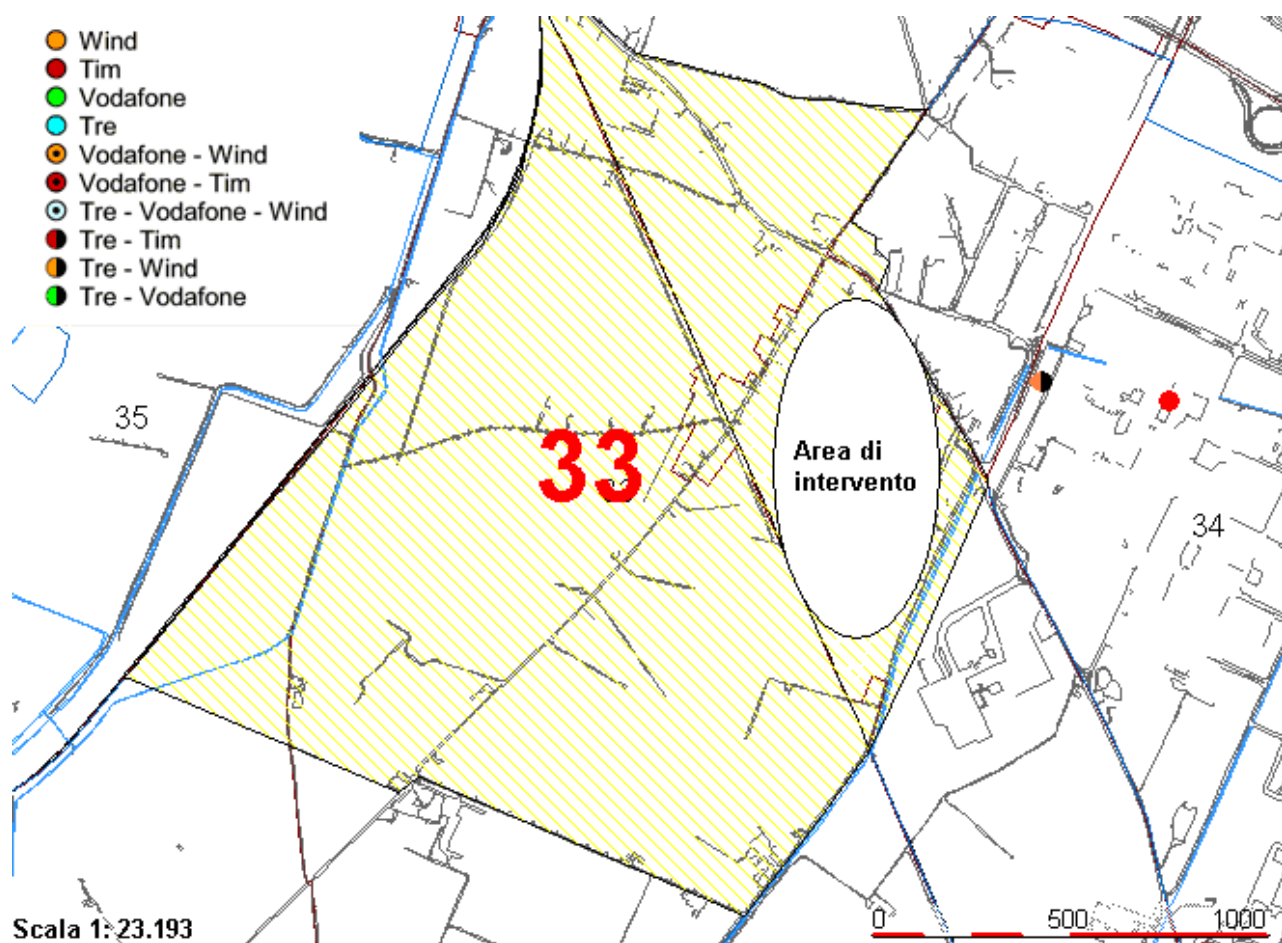 Wind
Tim
Vodafone
Tre
Vodafone - Wind
Vodafone - Tim
Tre - Vodafone - Wind
Tre - Tim
Tre - Wind
Tre - Vodafone
35
33
Area di
intervento
34
Scala 1: 23.193
0 500 1000